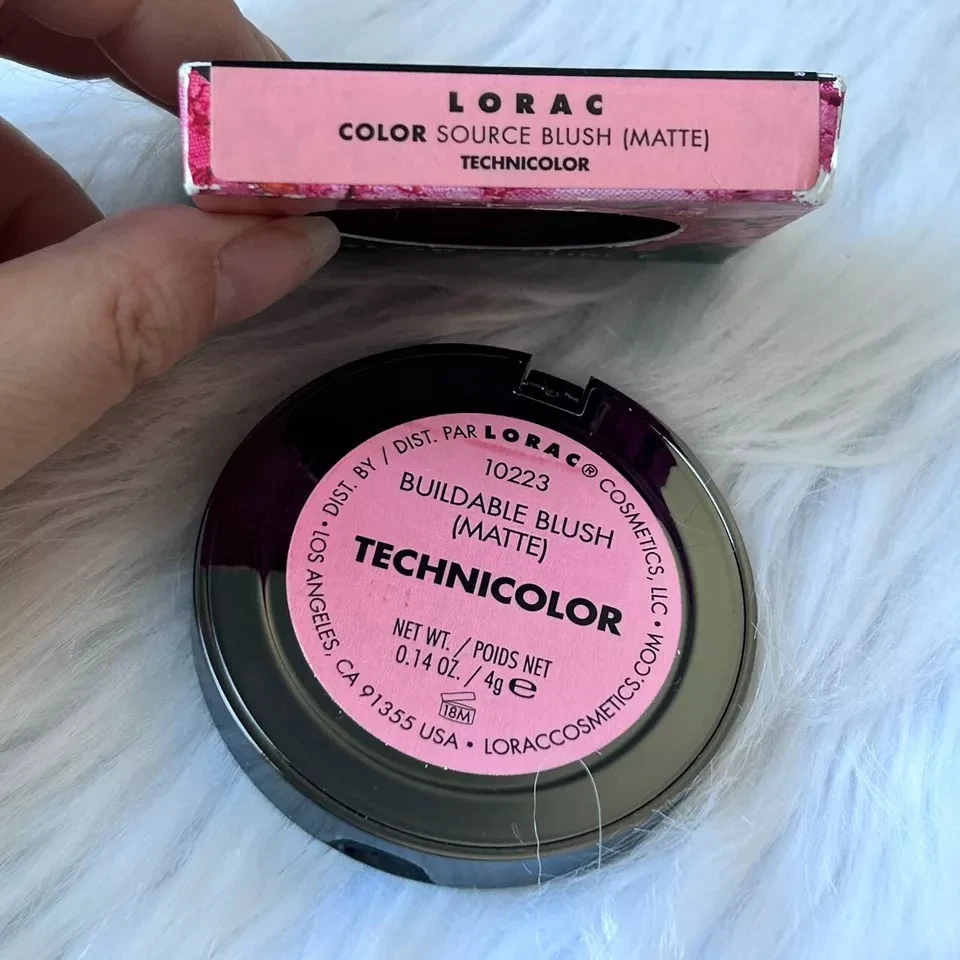 LORAC
COLOR SOURCE BLUSH (MATTE)
TECHNICOLOR
DIST. BY / DIST. PAR LORAC® COSMETICS, LLC •
10223
BUILDABLE BLUSH
(MATTE)
TECHNICOLOR
NET WT. / POIDS NET
0.14 OZ. / 4g ℮
18M
LOS ANGELES, CA 91355 USA • LORACCOSMETICS.COM •